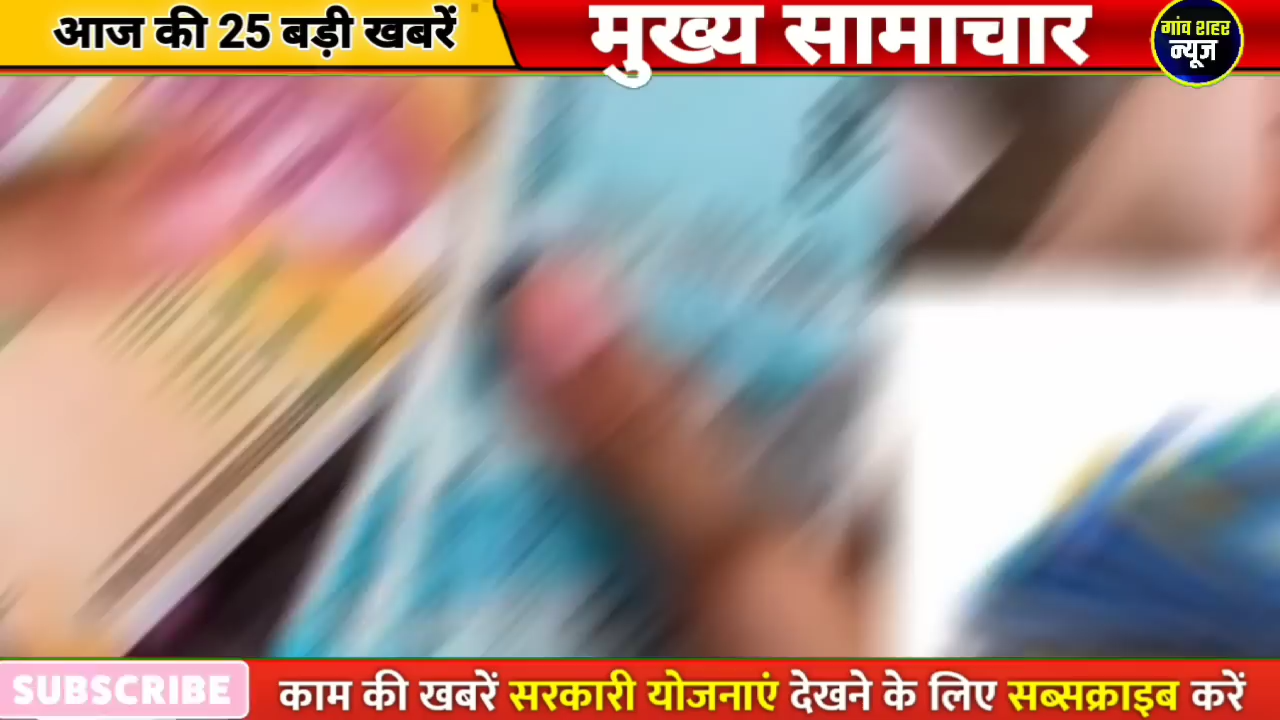 आज की 25 बड़ी खबरें
मुख्य सामाचार
गांव शहर
न्यूज
SUBSCRIBE
काम की खबरें सरकारी योजनाएं देखने के लिए सब्सक्राइब करें